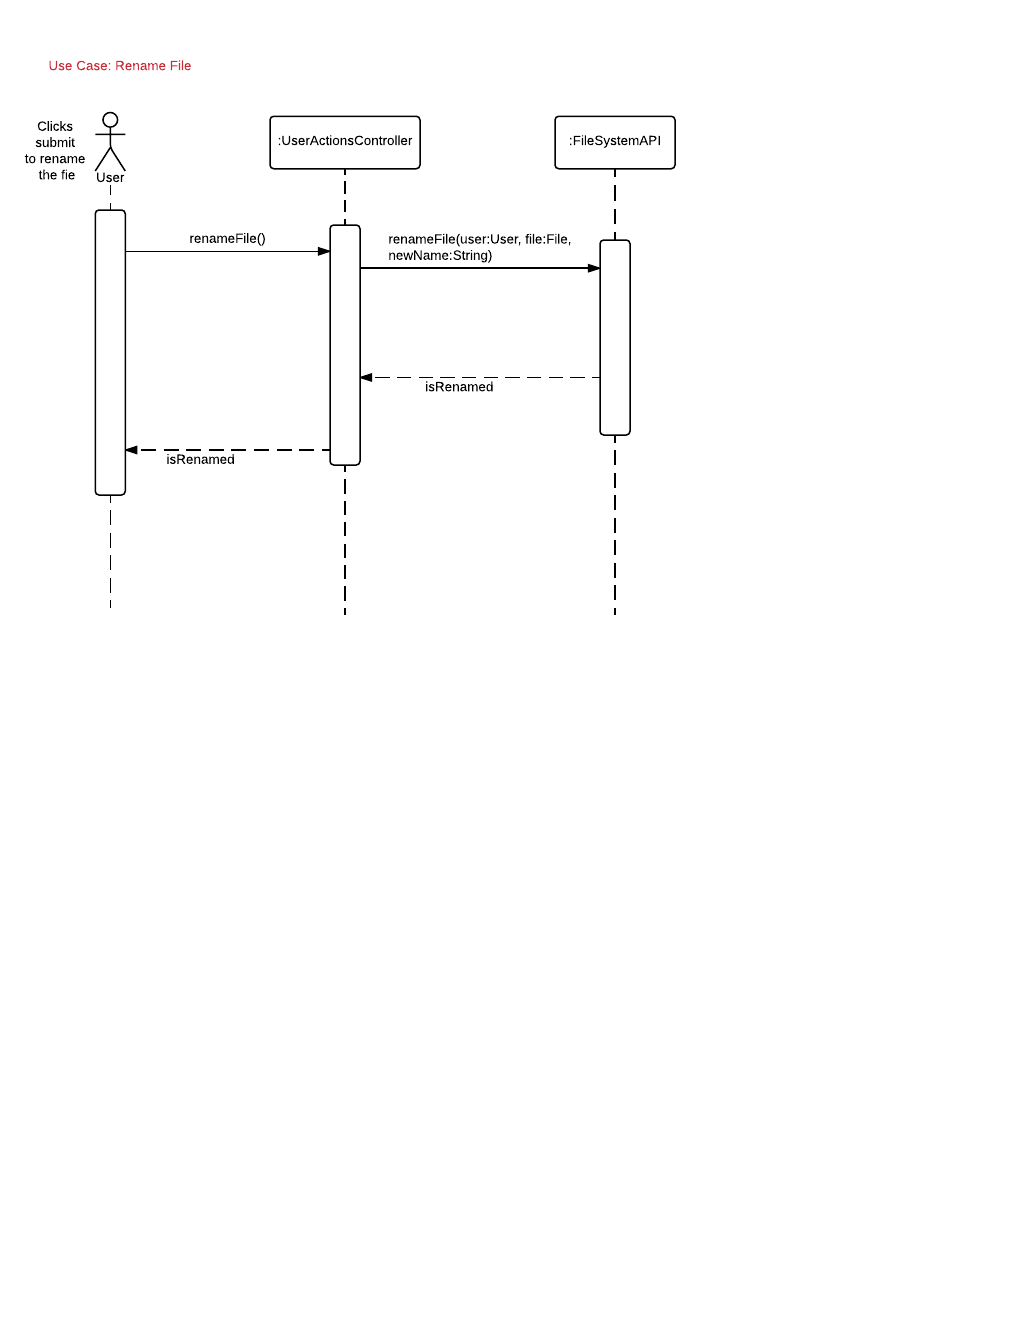 Use Case: Rename File
Clicks
submit
to rename
the fie
User
:UserActionsController
:FileSystemAPI
renameFile()
renameFile(user:User, file:File,
newName:String)
isRenamed
isRenamed